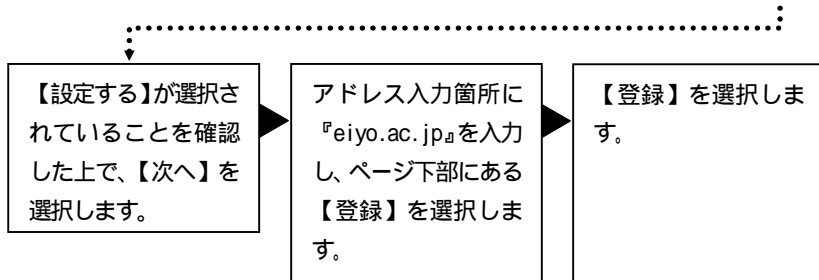 【設定する】が選択さ
れていることを確認
した上で、【次へ】を
選択します。
アドレス入力箇所に
『eiyo.ac.jp』を入力
し、ページ下部にある
【登録】を選択しま
す。
【登録】を選択しま
す。